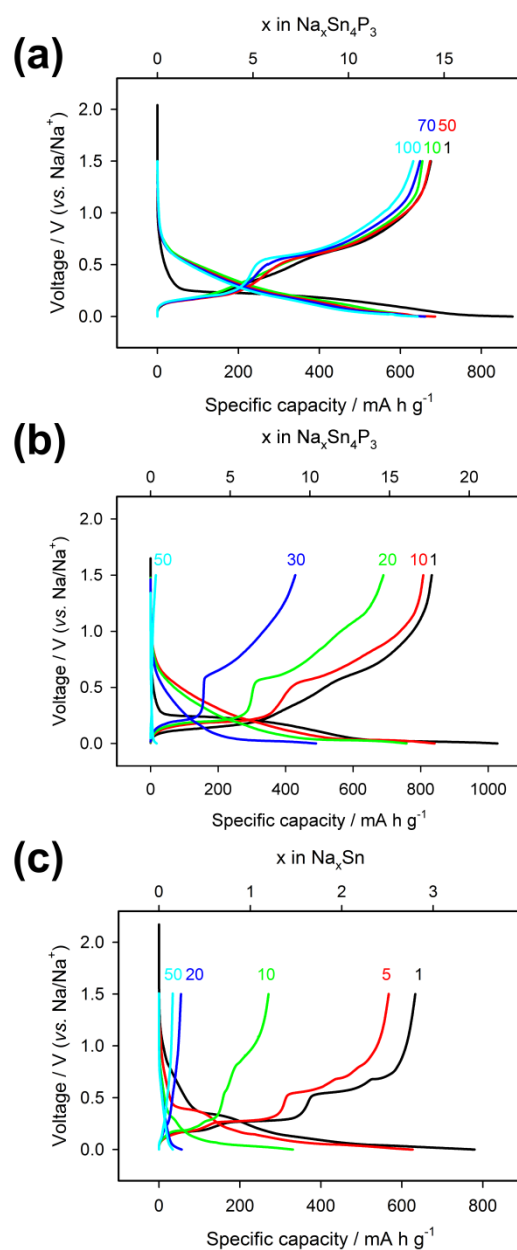 (a)
x in NaₓSn₄P₃
0 5 10 15
Voltage / V (vs. Na/Na⁺)
2.0
1.5
1.0
0.5
0.0
70 50
100 10 1
0 200 400 600 800
Specific capacity / mA h g⁻¹
(b)
x in NaₓSn₄P₃
0 5 10 15 20
Voltage / V (vs. Na/Na⁺)
2.0
1.5
1.0
0.5
0.0
50 30 20 10 1
0 200 400 600 800 1000
Specific capacity / mA h g⁻¹
(c)
x in NaₓSn
0 1 2 3
Voltage / V (vs. Na/Na⁺)
2.0
1.5
1.0
0.5
0.0
50 20 10 5 1
0 200 400 600 800
Specific capacity / mA h g⁻¹